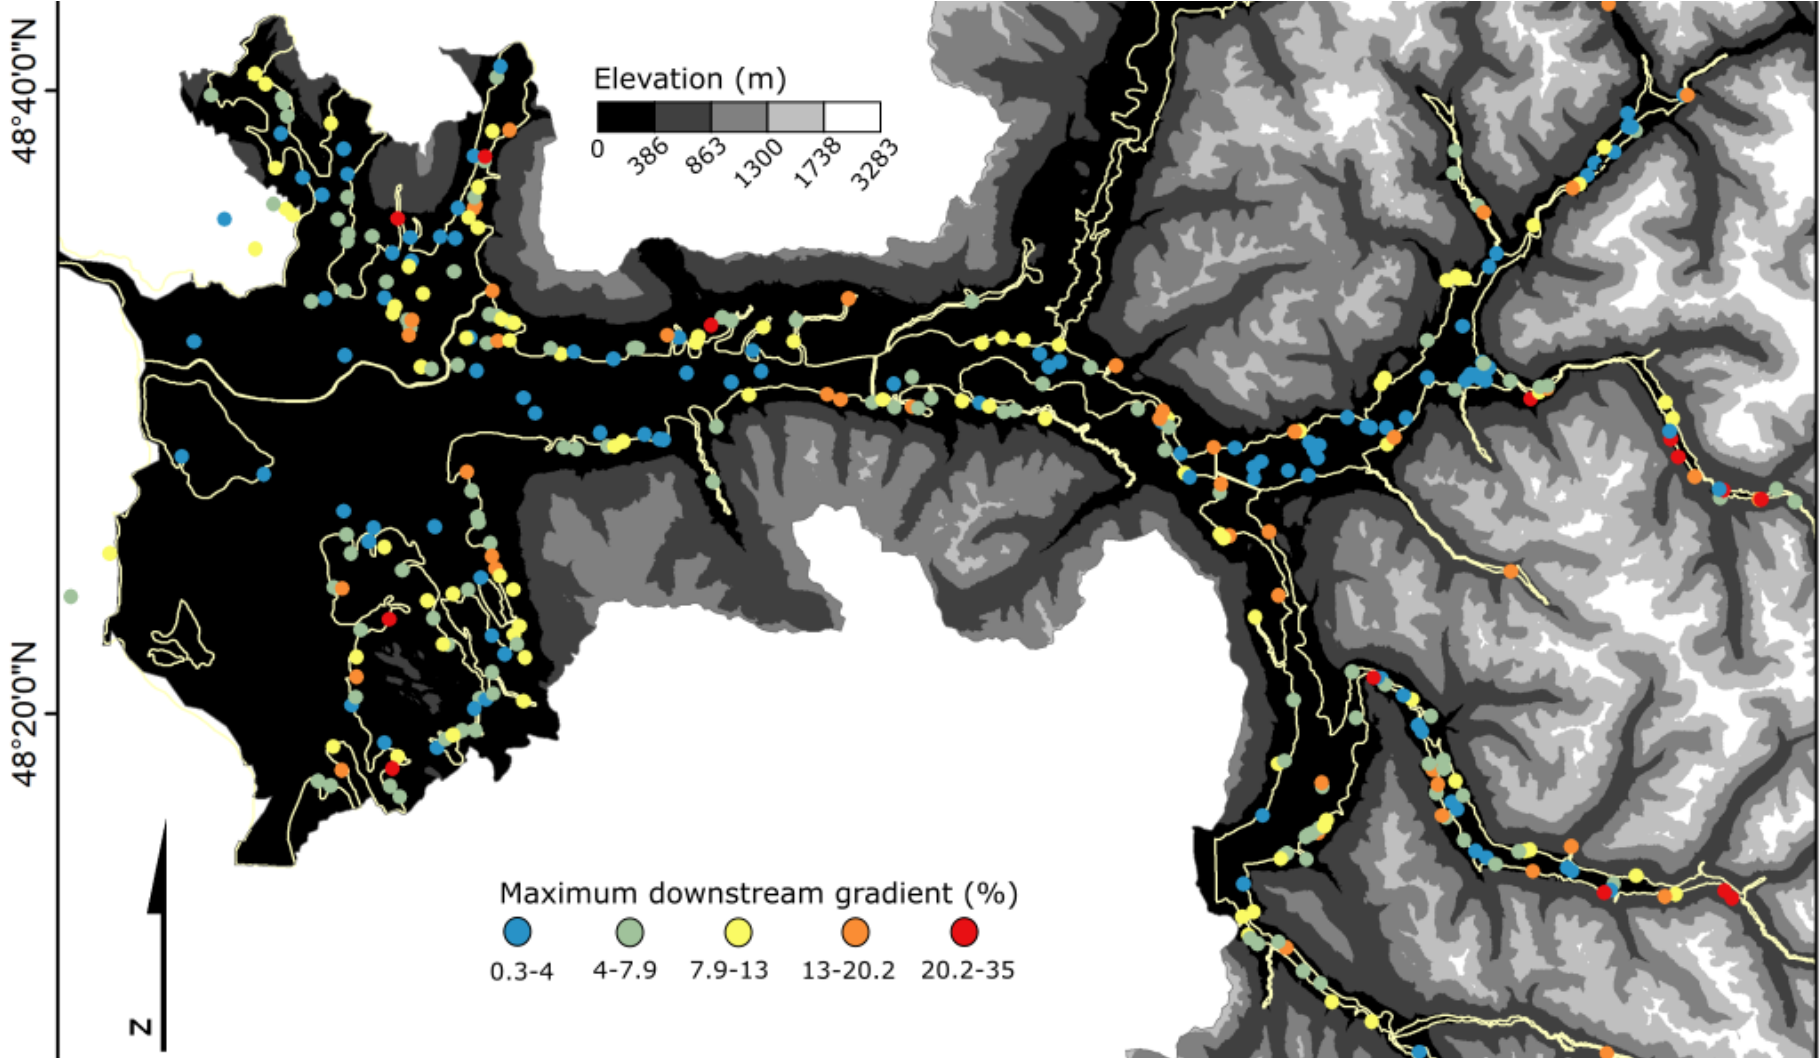 48°40'0"N
Elevation (m)
0 386 863 1300 1738 3283
48°20'0"N
Maximum downstream gradient (%)
0.3-4 4-7.9 7.9-13 13-20.2 20.2-35
N